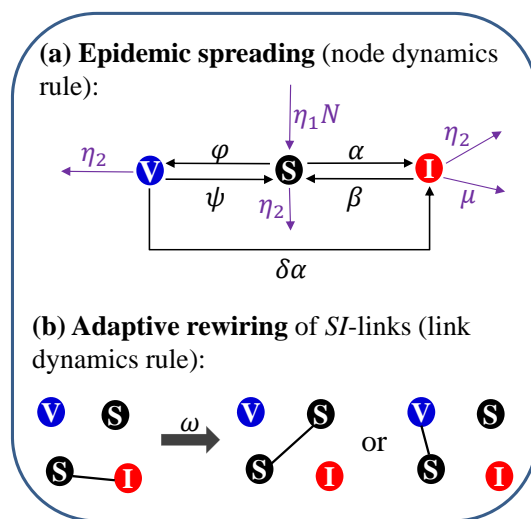 (a) Epidemic spreading (node dynamics
rule):
η₁N
η₂ φ α η₂
V S I
ψ η₂ β μ
δα
(b) Adaptive rewiring of SI-links (link
dynamics rule):
V S ω V S V S
or
S I S I S I